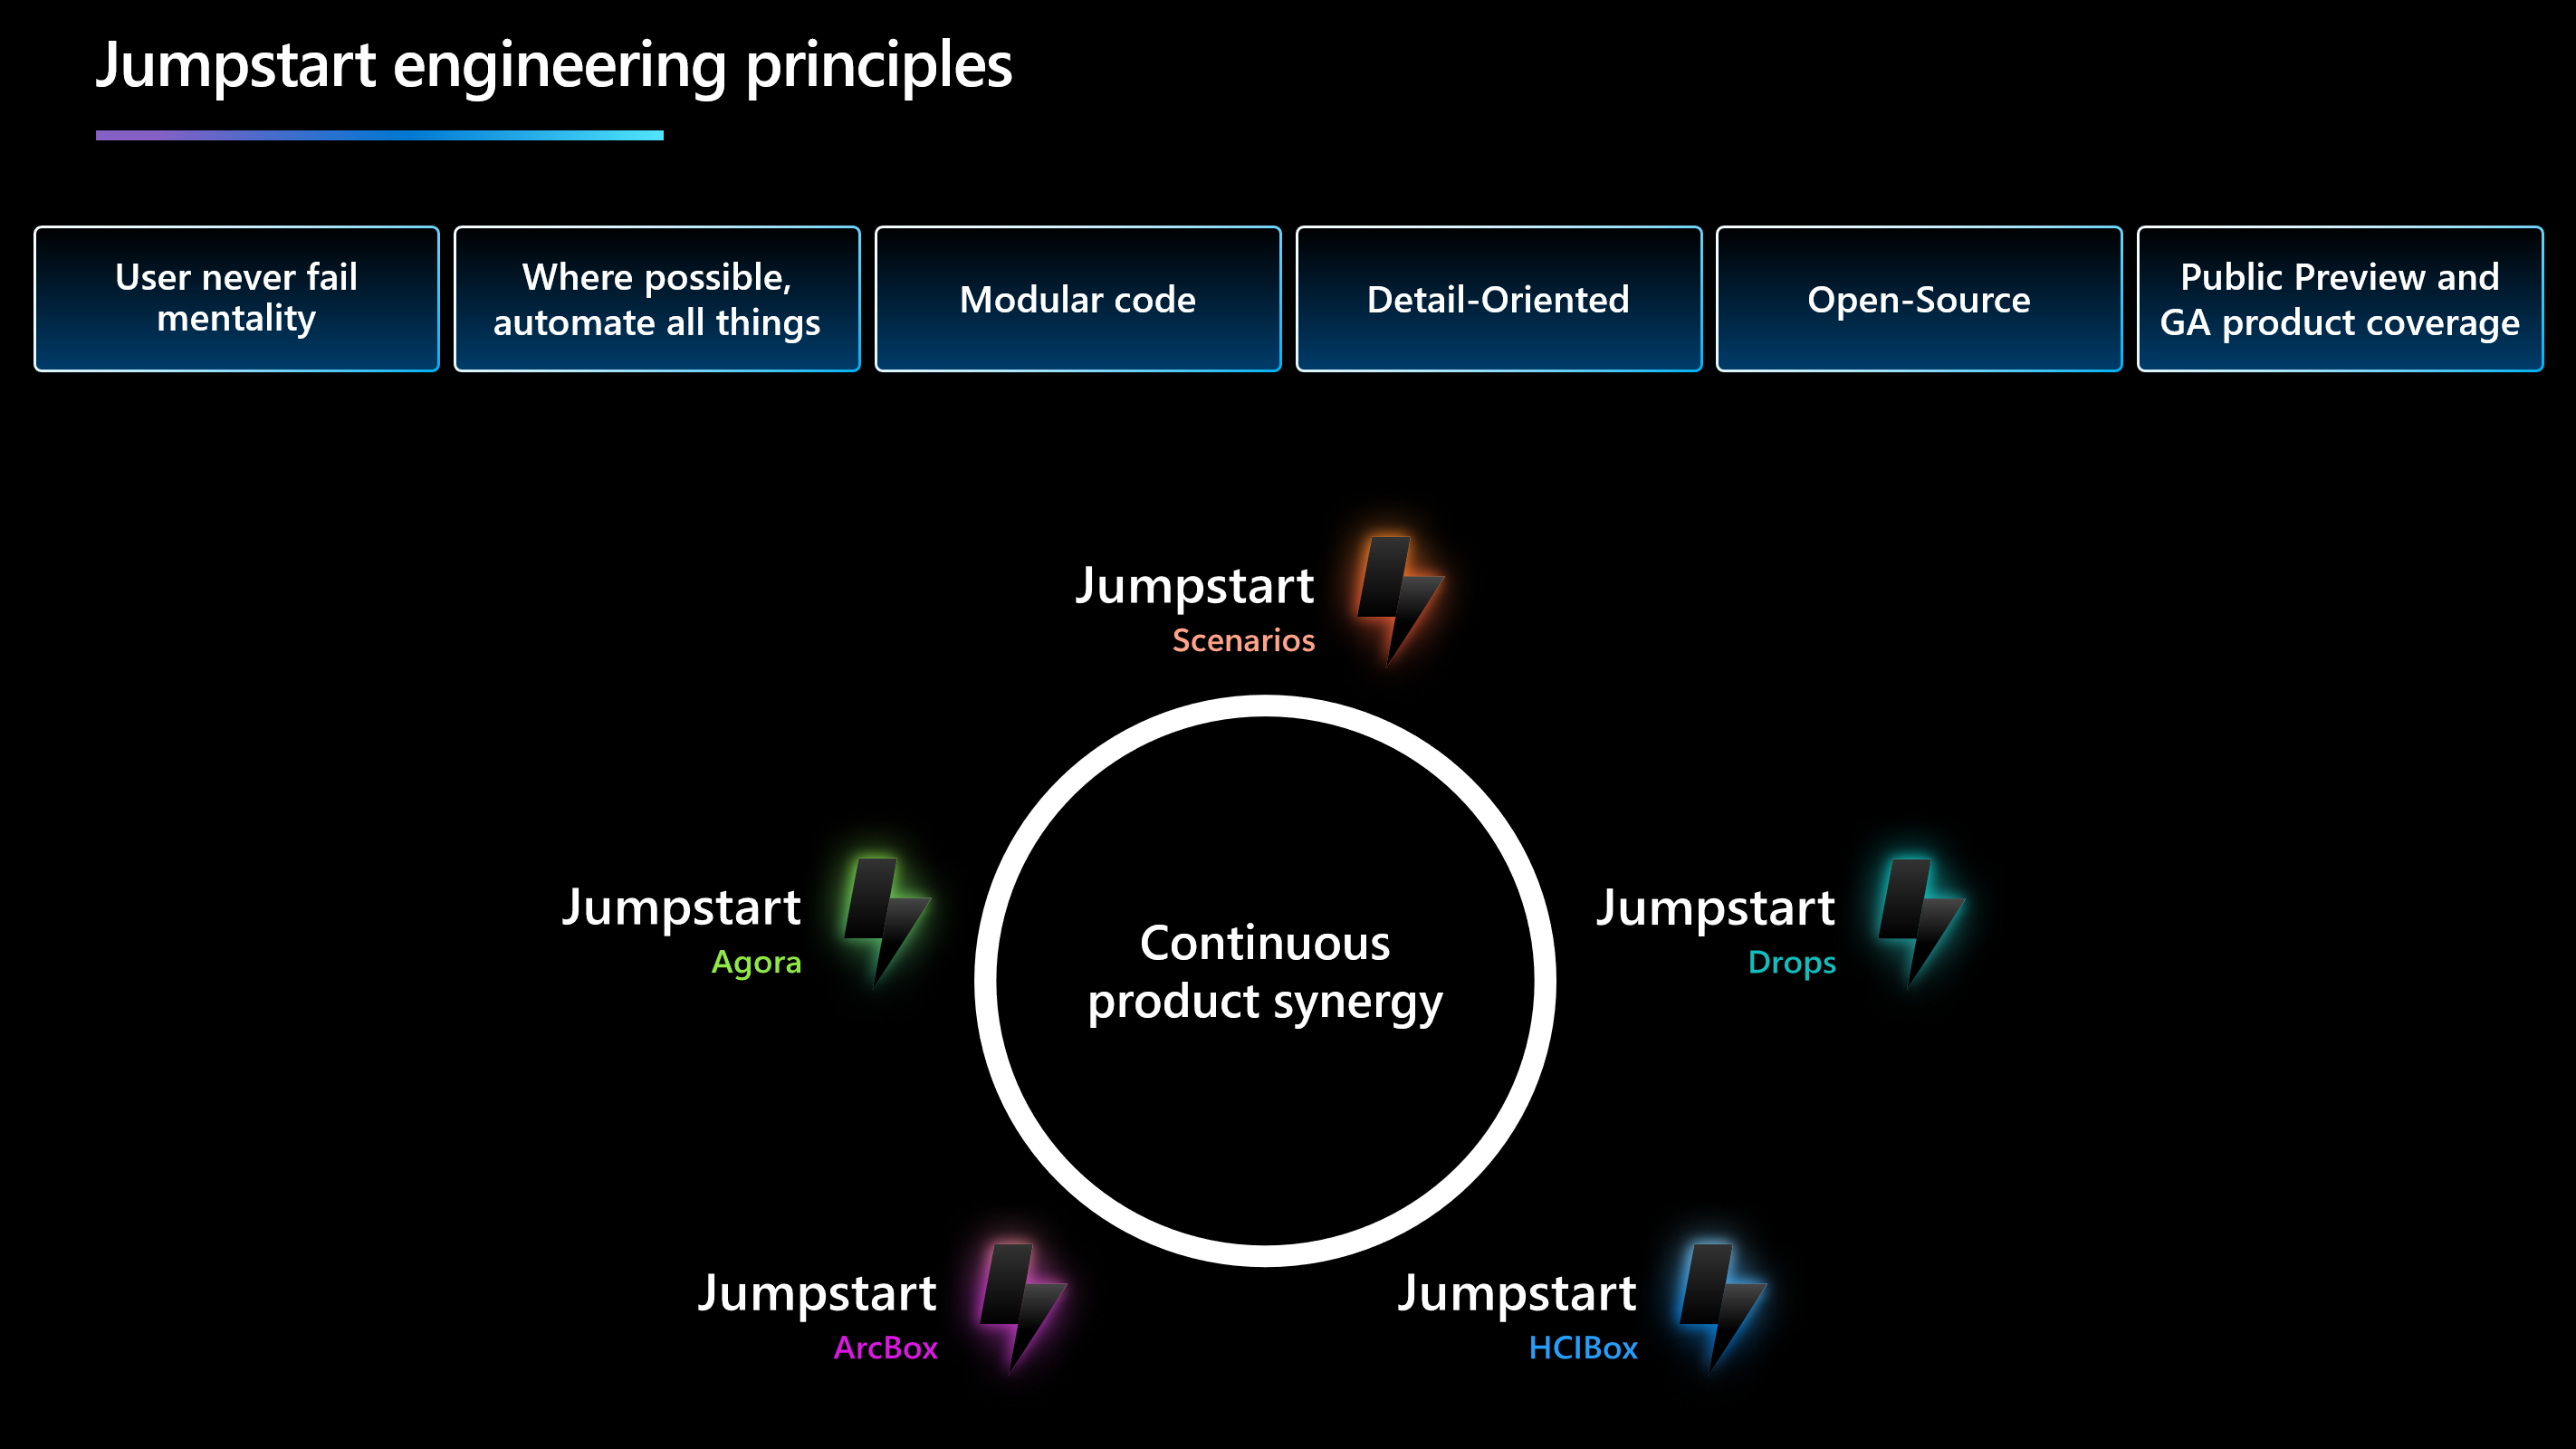 Jumpstart engineering principles
User never fail
mentality
Where possible,
automate all things
Modular code
Detail-Oriented
Open-Source
Public Preview and
GA product coverage
Jumpstart
Scenarios
Jumpstart
Agora
Continuous
product synergy
Jumpstart
Drops
Jumpstart
ArcBox
Jumpstart
HCIBox